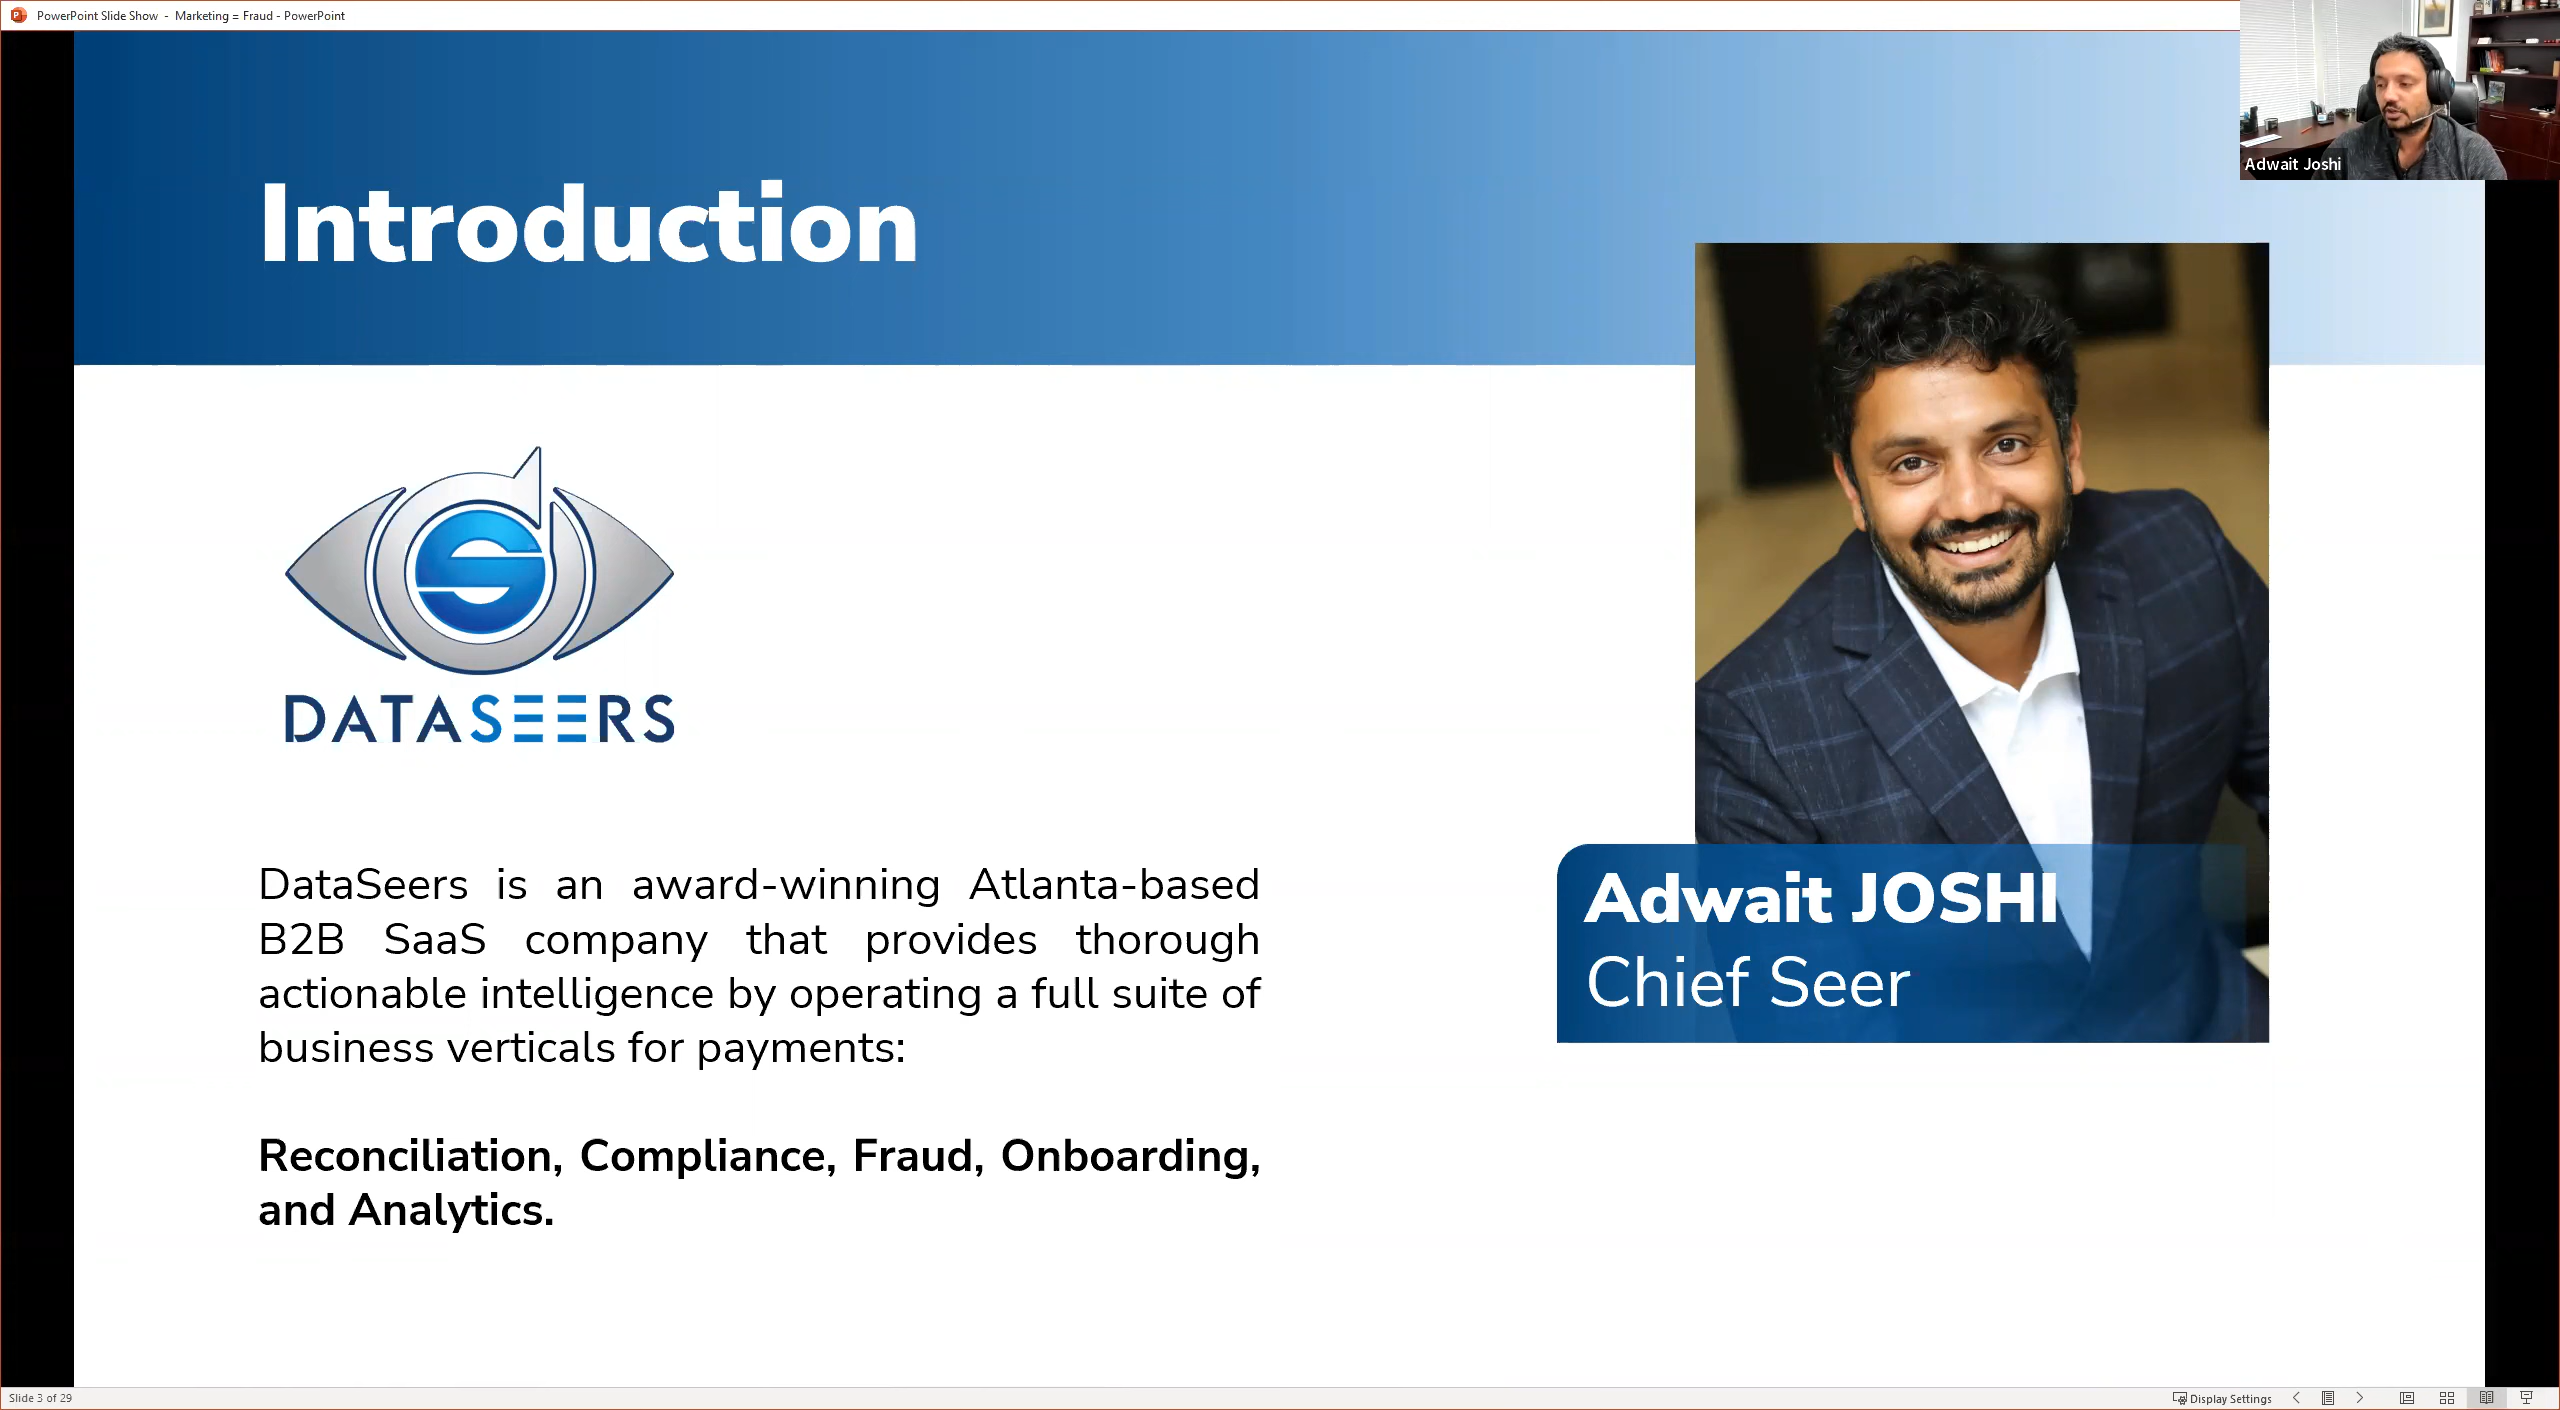 PowerPoint Slide Show - Marketing = Fraud - PowerPoint
Adwait Joshi
Introduction
DATASEERS
DataSeers is an award-winning Atlanta-based
B2B SaaS company that provides thorough
actionable intelligence by operating a full suite of
business verticals for payments:
Reconciliation, Compliance, Fraud, Onboarding,
and Analytics.
Adwait JOSHI
Chief Seer
Slide 3 of 29
Display Settings